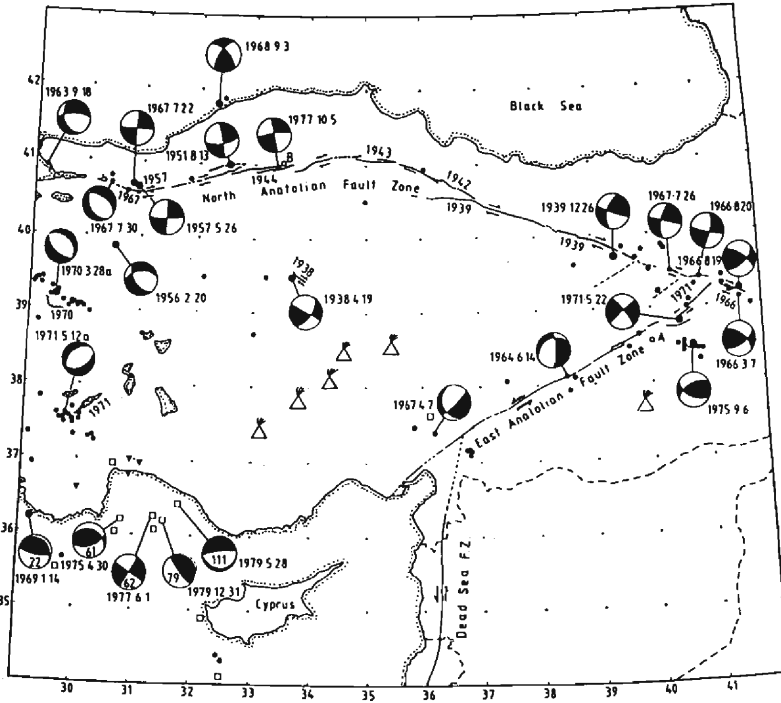 1968 9 3
42
1963 9 18
1967 7 22
1977 10 5
Black Sea
1951 8 13
B
1943
41
1957
1944
1942
1967
North Anatolian Fault Zone
1939
1939 12 26
1967 7 26
1966 8 20
40
1967 7 30
1957 5 26
1939
1966 8 19
1970 3 28a
1938
1971
39
1956 2 20
1938 4 19
1971 5 22
1966
1970
1971 5 12a
1964 6 14
A
1966 3 7
38
1967 4 7
East Anatolian Fault Zone
1975 9 6
1971
37
36
22
61
62
79
111
1979 5 28
1969 1 14
1975 4 30
1977 6 1
1979 12 31
Dead Sea FZ
35
Cyprus
30 31 32 33 34 35 36 37 38 39 40 41